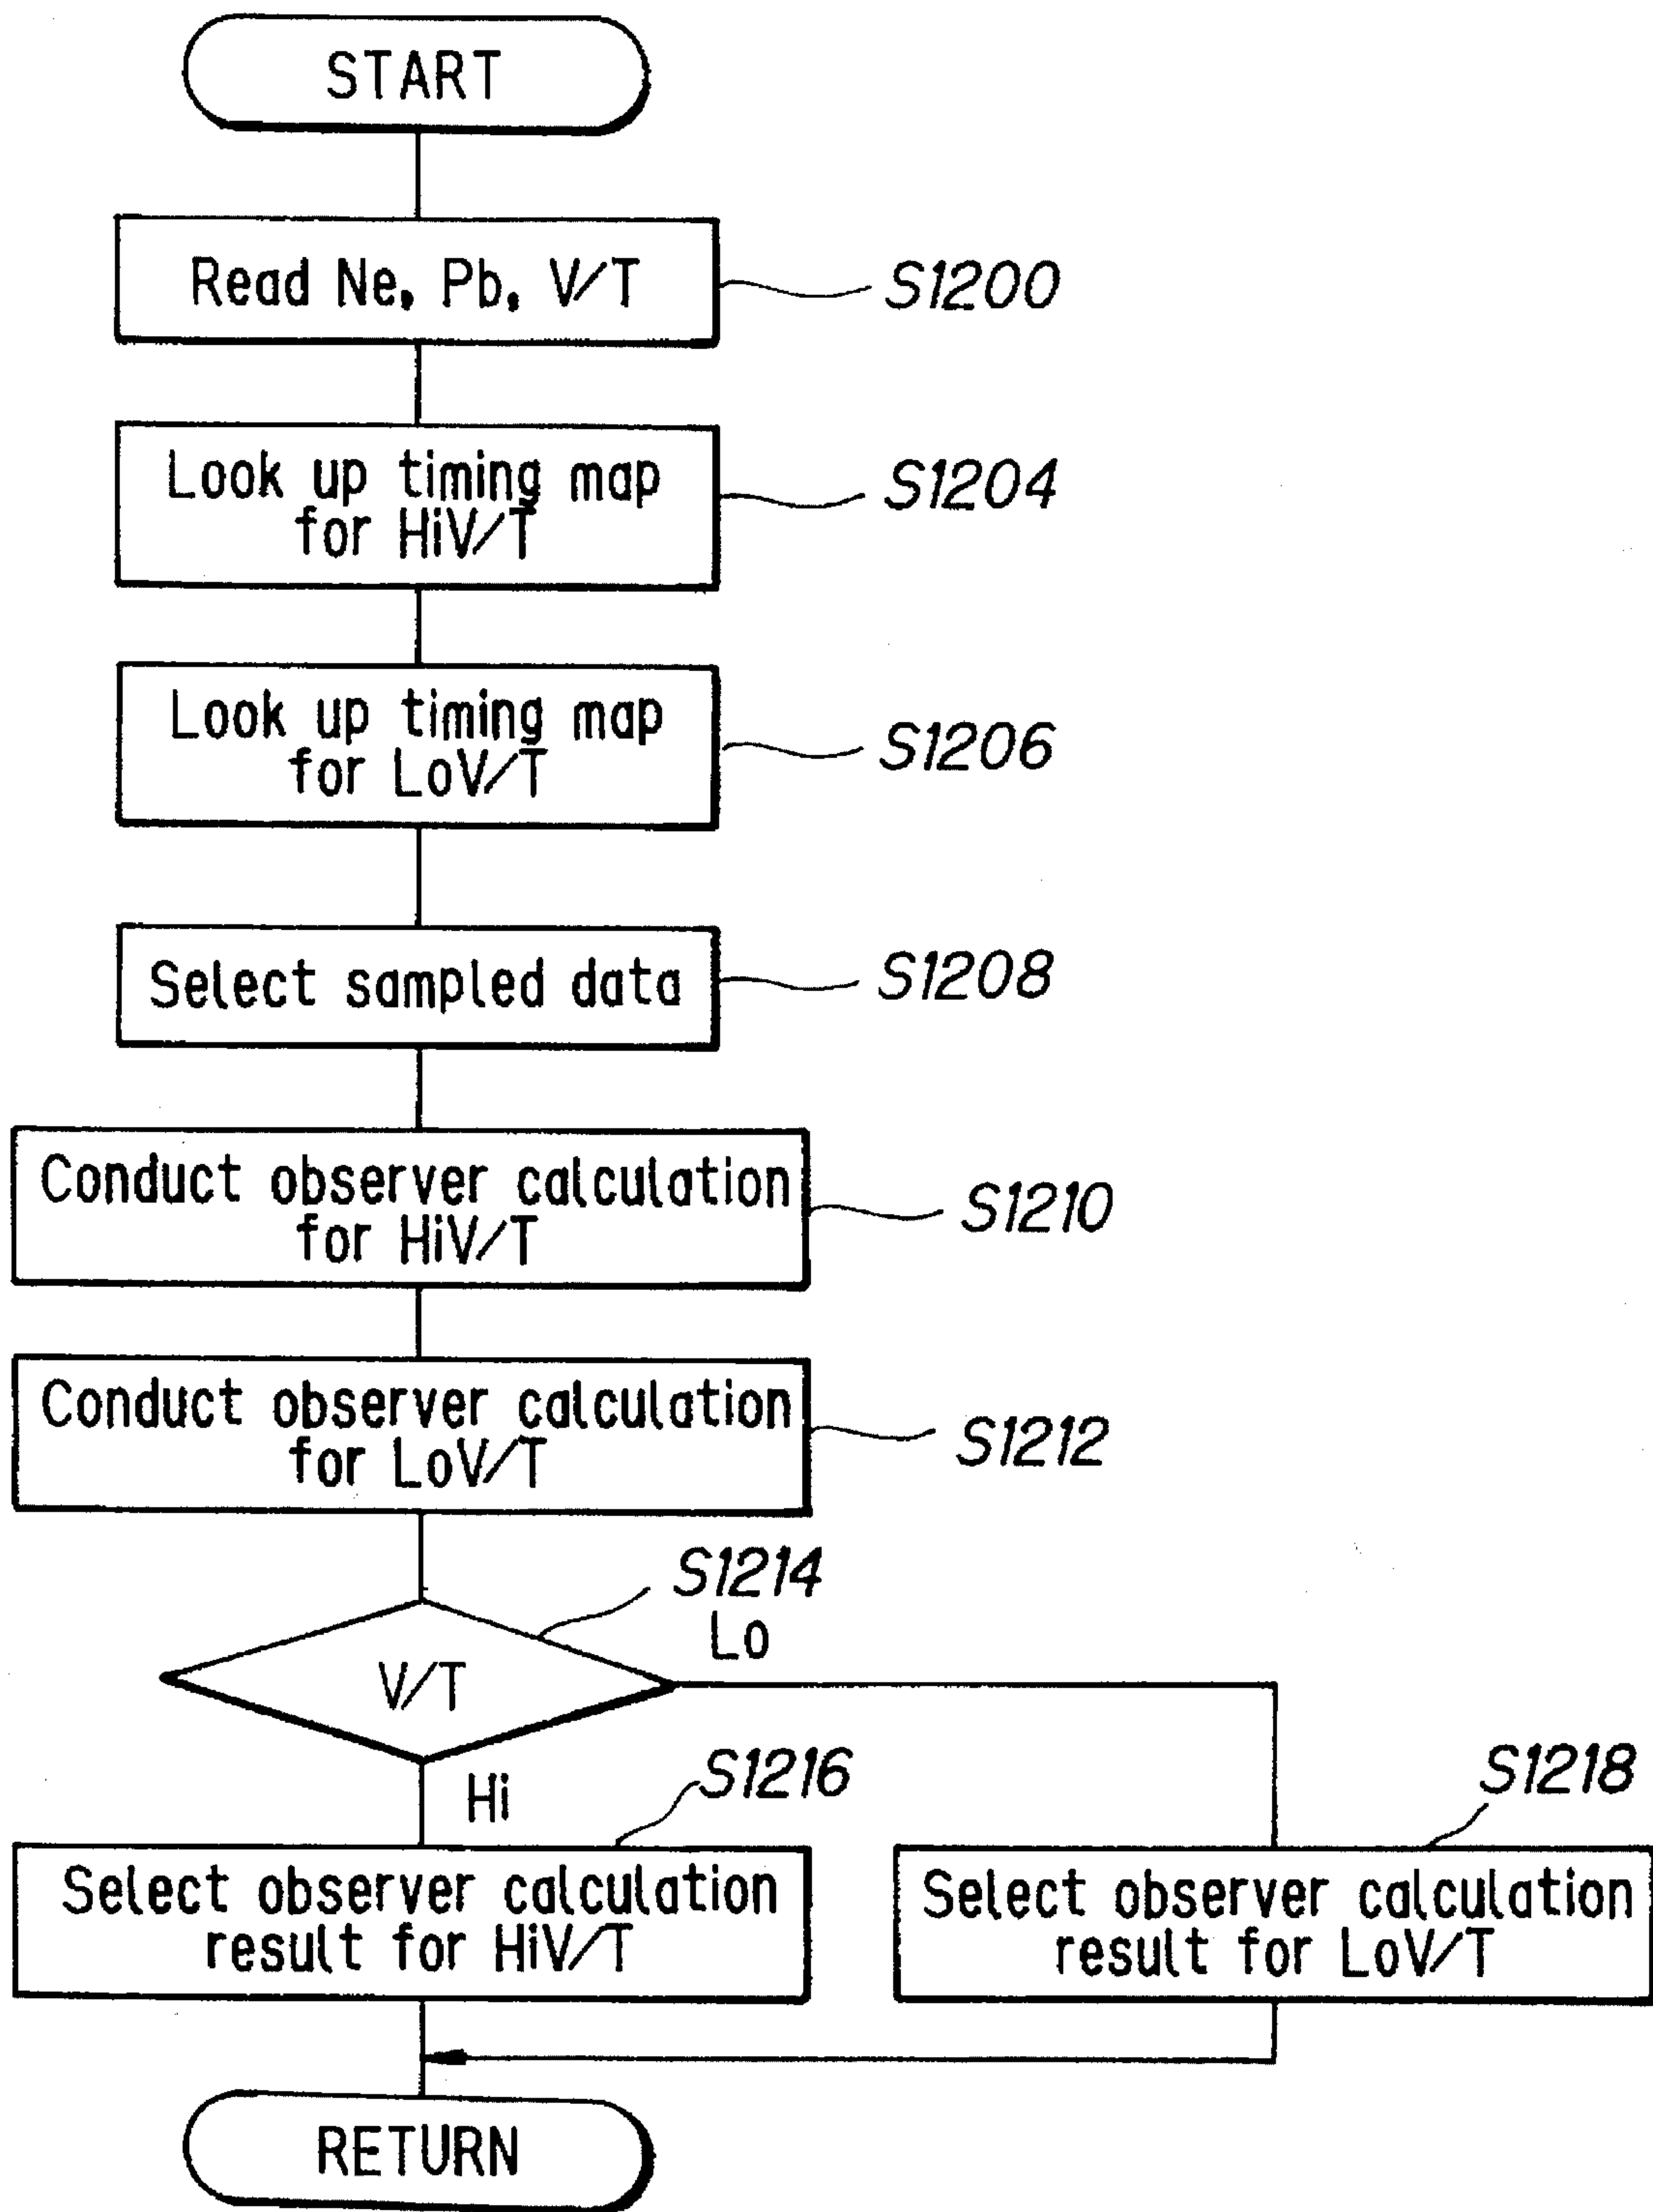 START
Read Ne, Pb, V/T
S1200
Look up timing map
for HiV/T
S1204
Look up timing map
for LoV/T
S1206
Select sampled data
S1208
Conduct observer calculation
for HiV/T
S1210
Conduct observer calculation
for LoV/T
S1212
S1214
Lo
V/T
Hi
S1216
S1218
Select observer calculation
result for HiV/T
Select observer calculation
result for LoV/T
RETURN